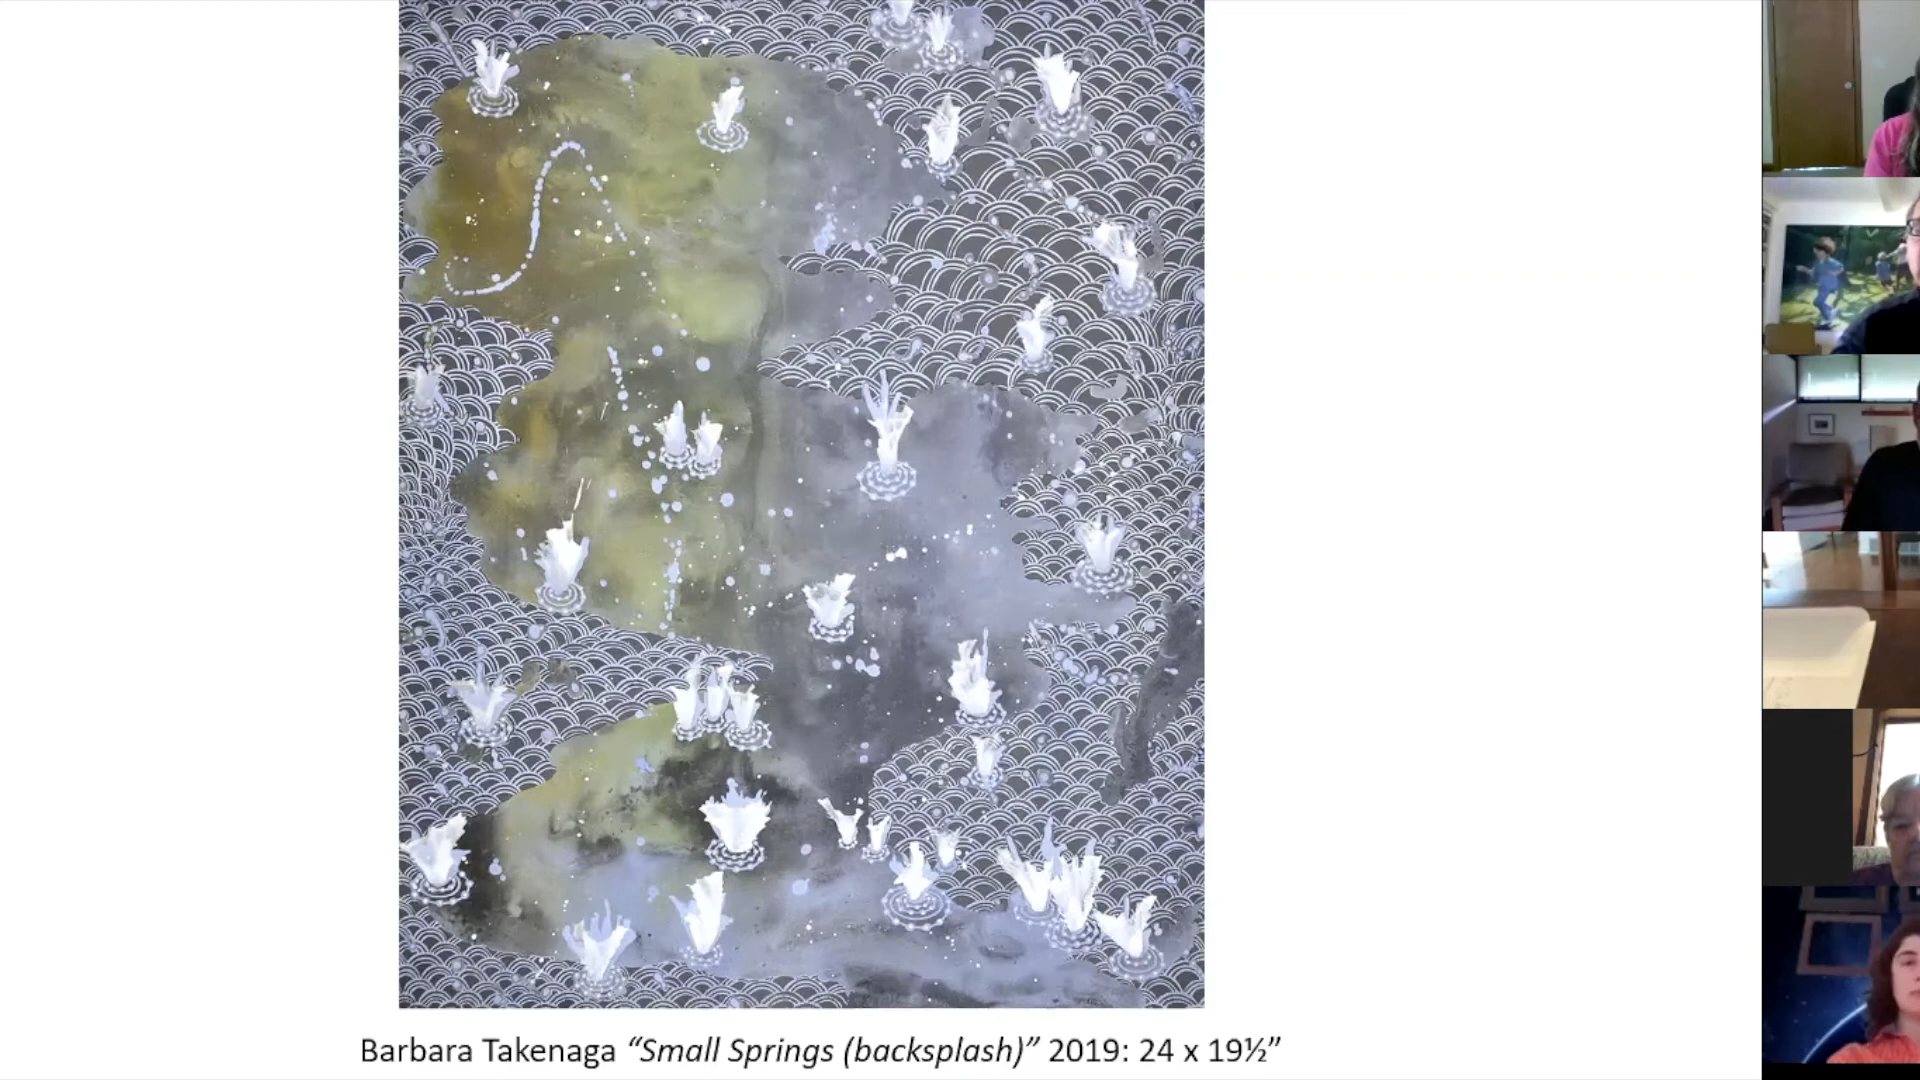 Barbara Takenaga “Small Springs (backsplash)” 2019: 24 x 19½”